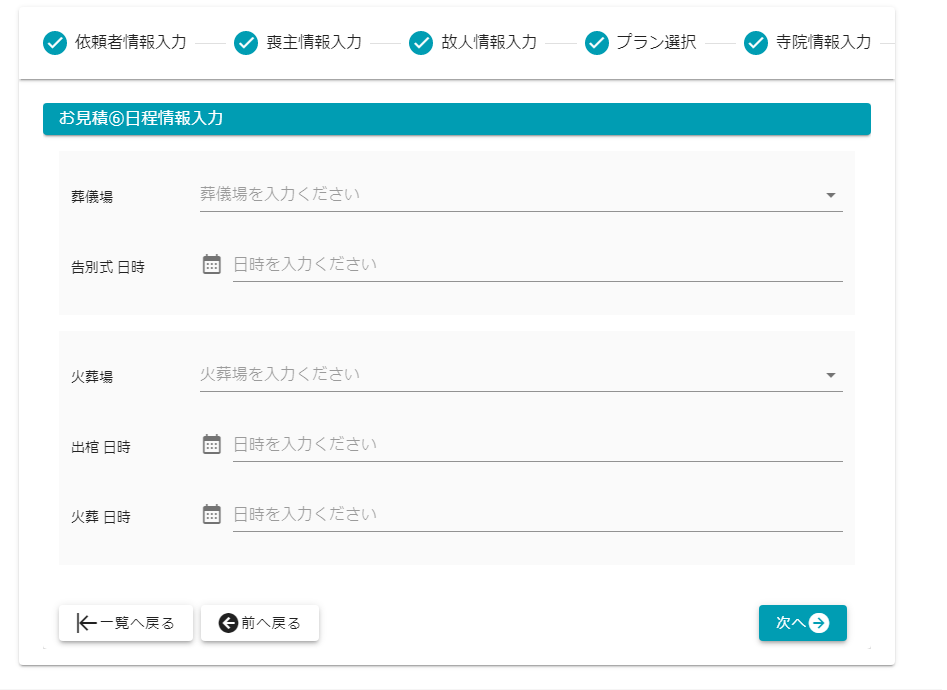 依頼者情報入力 喪主情報入力 故人情報入力 プラン選択 寺院情報入力
お見積⑥日程情報入力
葬儀場 葬儀場を入力ください
告別式 日時 日時を入力ください
火葬場 火葬場を入力ください
出棺 日時 日時を入力ください
火葬 日時 日時を入力ください
一覧へ戻る 前へ戻る 次へ